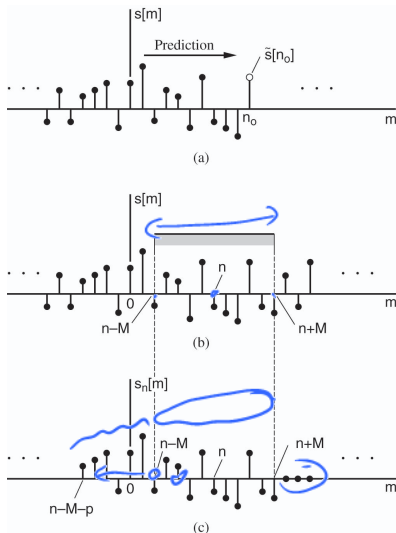 s[m]
Prediction
s̃[n₀]
. . .
. . .
n₀
m
(a)
s[m]
n
. . .
. . .
0
m
n–M
n+M
(b)
sₙ[m]
n–M
n
n+M
. . .
. . .
0
m
n–M–p
(c)